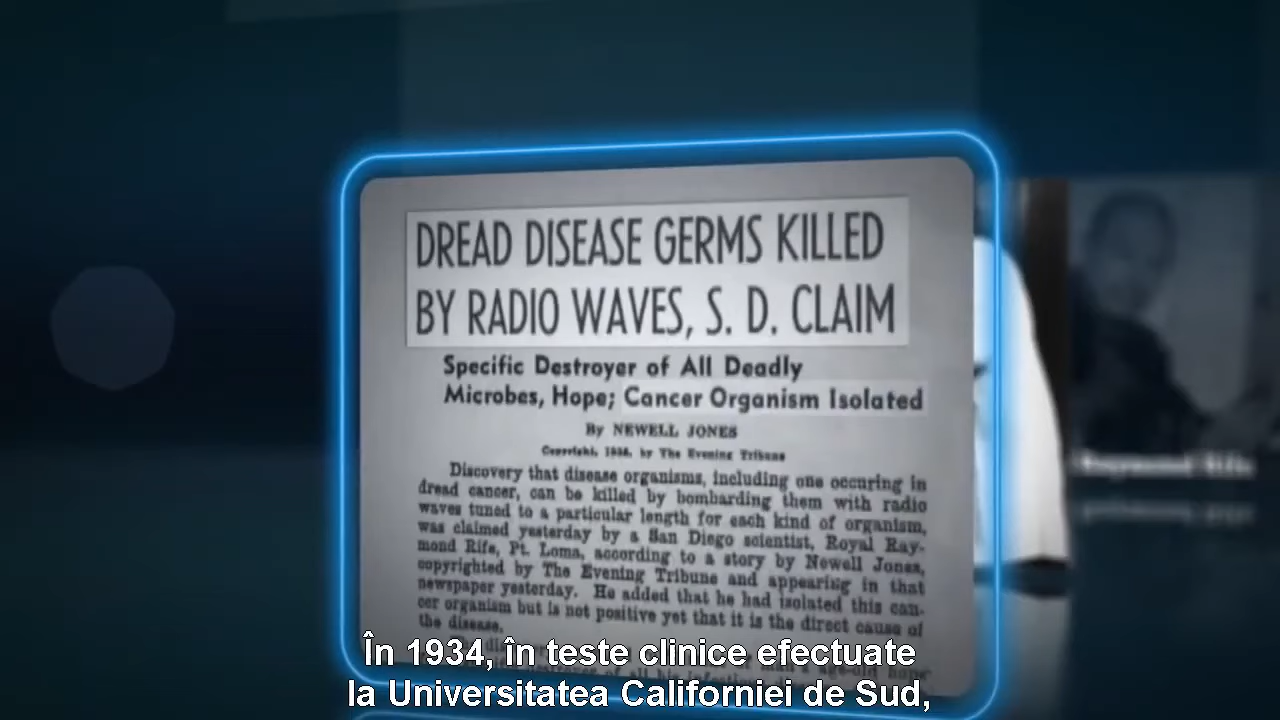 DREAD DISEASE GERMS KILLED
BY RADIO WAVES, S. D. CLAIM
Specific Destroyer of All Deadly
Microbes, Hope; Cancer Organism Isolated
By NEWELL JONES
Copyright, 1938, by The Evening Tribune
Discovery that disease organisms, including one occuring in
dread cancer, can be killed by bombarding them with radio
waves tuned to a particular length for each kind of organism,
was claimed yesterday by a San Diego scientist, Royal Ray-
mond Rife, Pt. Loma, according to a story by Newell Jones,
copyrighted by The Evening Tribune and appearing in that
newspaper yesterday. He added that he had isolated this can-
cer organism but is not positive yet that it is the direct cause of
the disease.
În 1934, în teste clinice efectuate
la Universitatea Californiei de Sud,